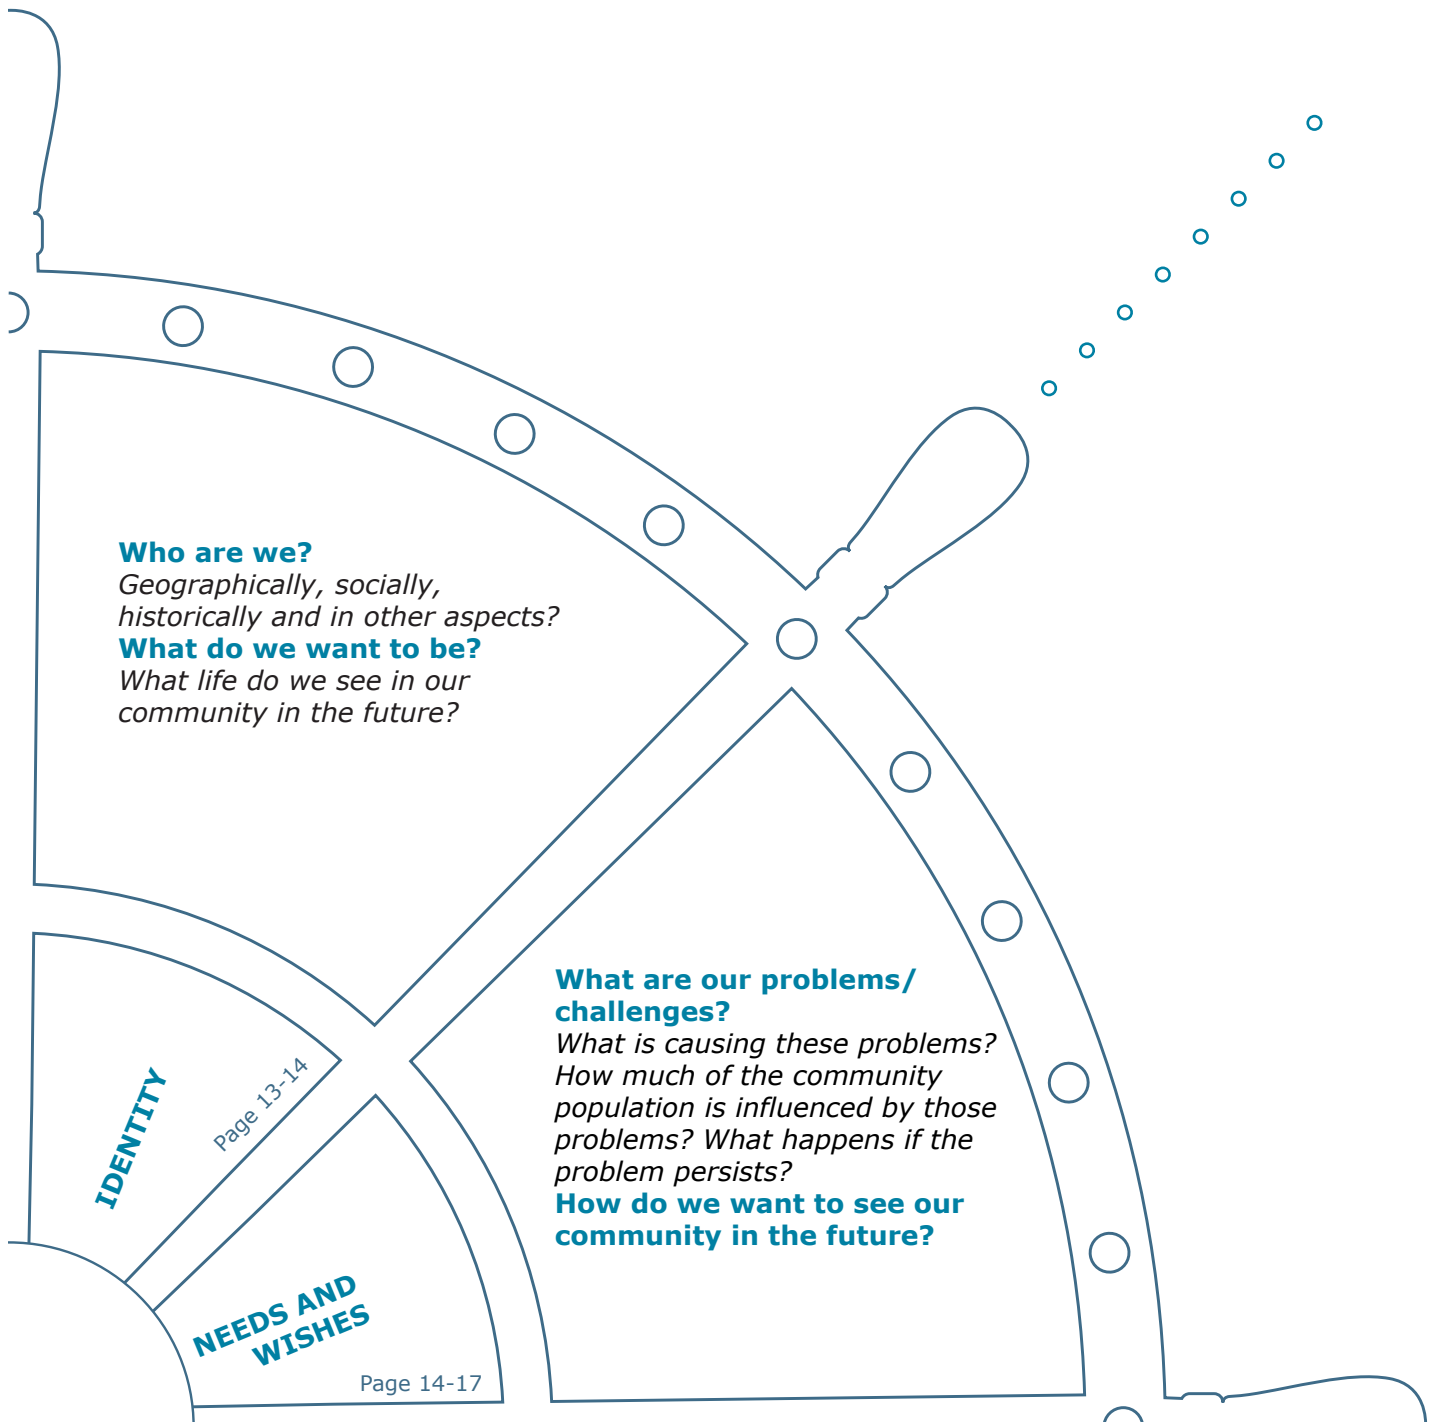 Who are we?
Geographically, socially,
historically and in other aspects?
What do we want to be?
What life do we see in our
community in the future?
IDENTITY
Page 13-14
What are our problems/
challenges?
What is causing these problems?
How much of the community
population is influenced by those
problems? What happens if the
problem persists?
How do we want to see our
community in the future?
NEEDS AND
WISHES
Page 14-17